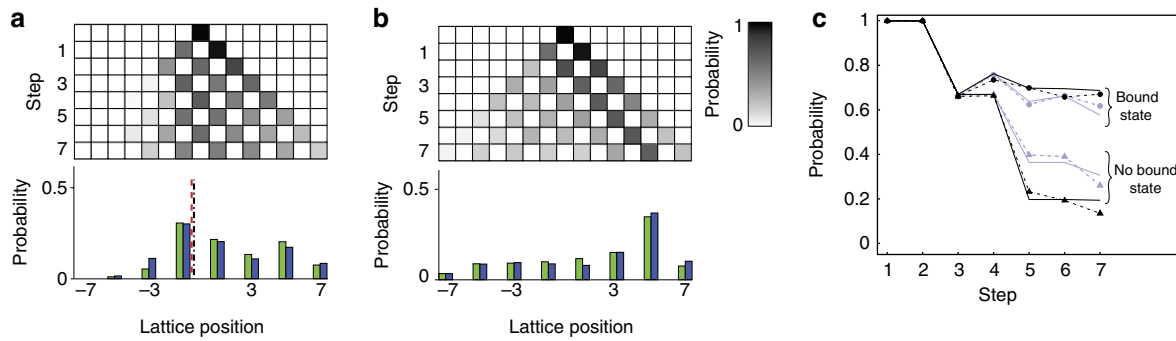 a
Step
1
3
5
7
Probability
0.5
0
−7
−3
3
7
Lattice position
b
Step
1
3
5
7
1
Probability
0
Probability
0.5
0
−7
−3
3
7
Lattice position
c
Probability
1
0.8
0.6
0.4
0.2
0
1 2 3 4 5 6 7
Step
Bound
state
No bound
state